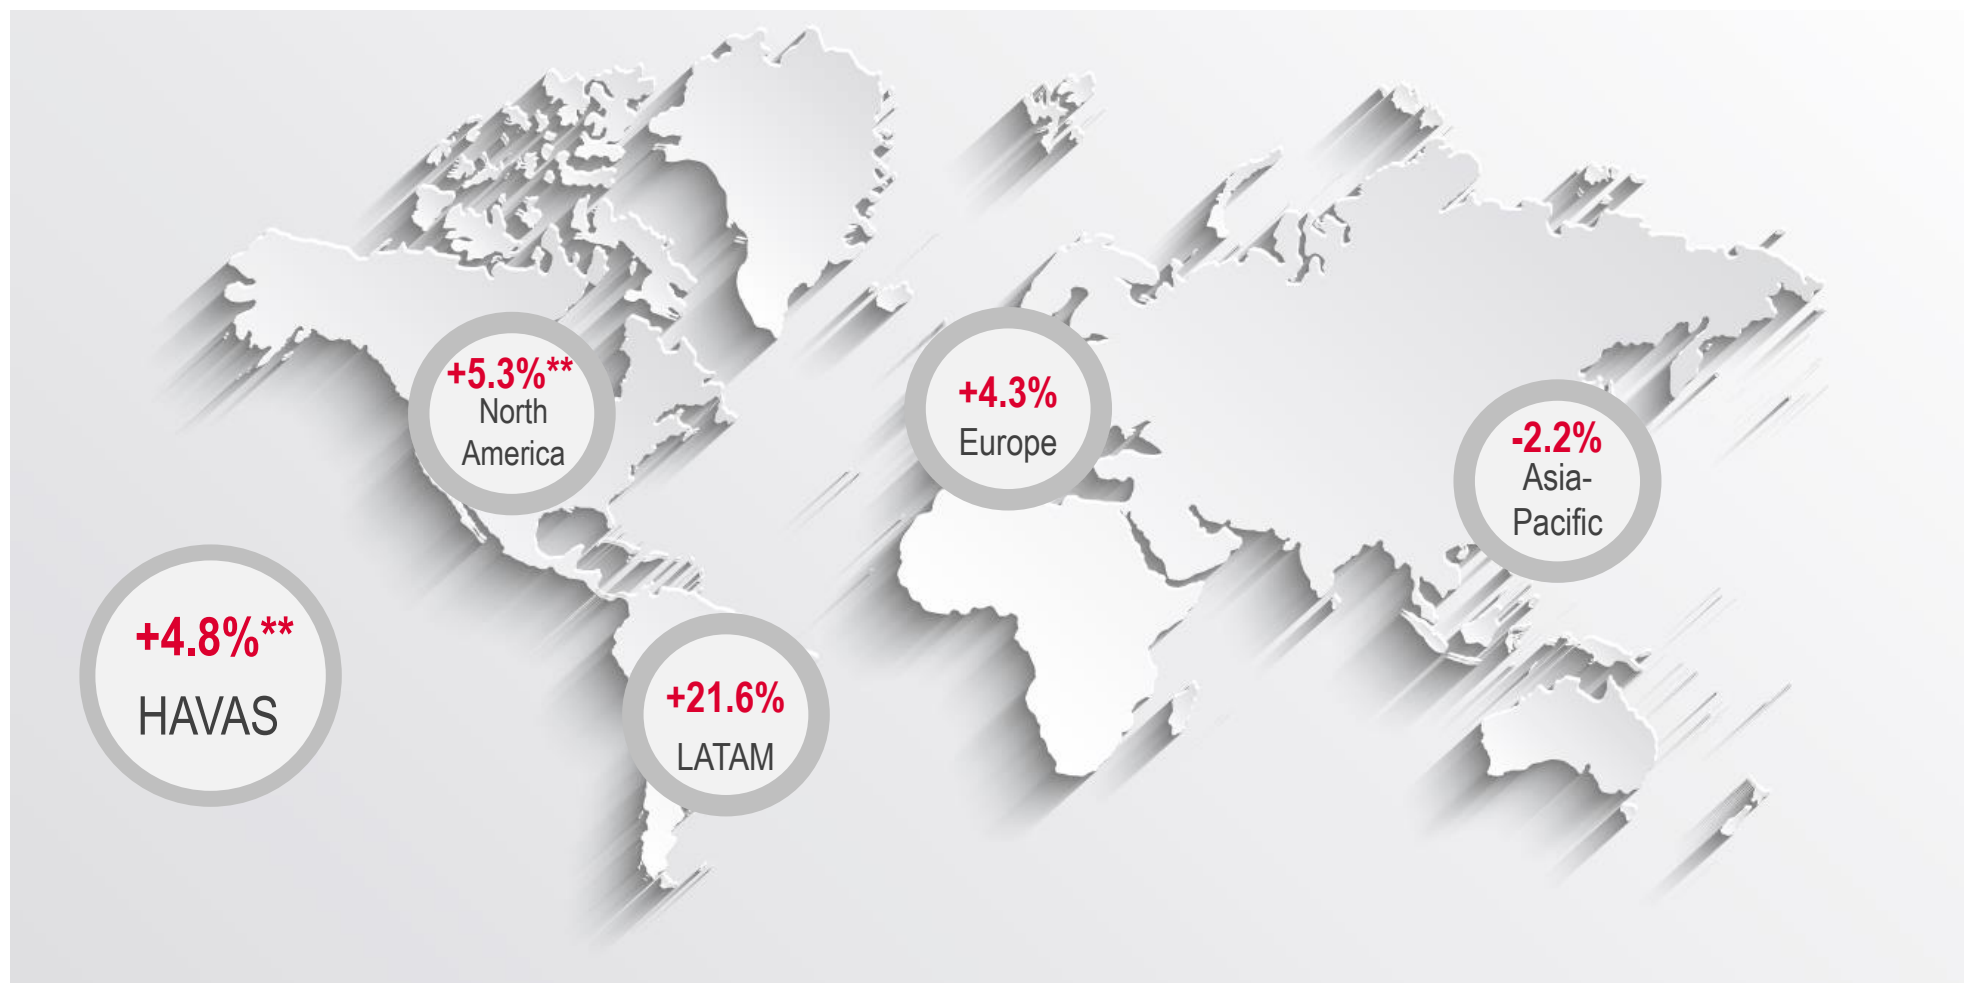 +5.3%**
North
America
+4.3%
Europe
-2.2%
Asia-
Pacific
+4.8%**
HAVAS
+21.6%
LATAM